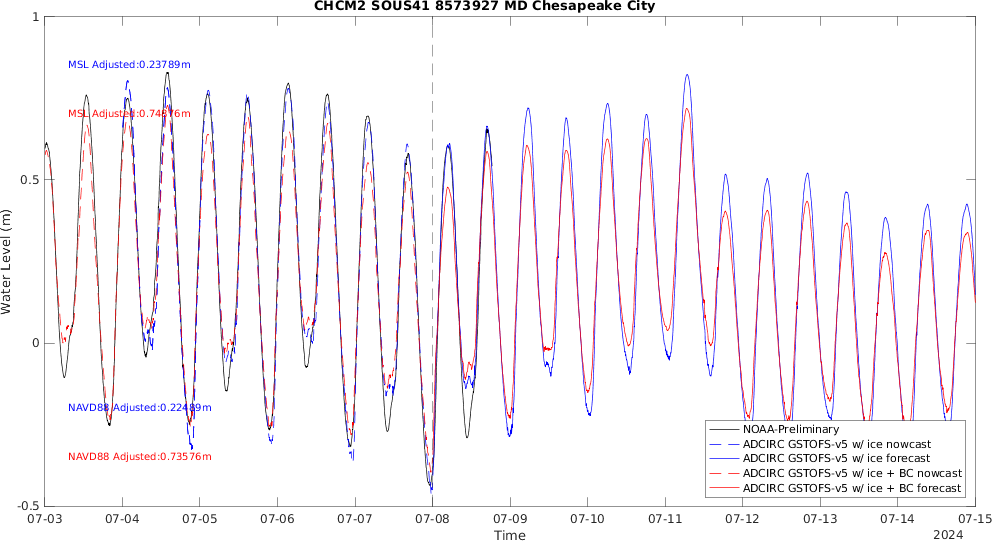 CHCM2 SOUS41 8573927 MD Chesapeake City
1
MSL Adjusted:0.23789m
MSL Adjusted:0.74876m
0.5
Water Level (m)
0
NAVD88 Adjusted:0.22489m
NAVD88 Adjusted:0.73576m
NOAA-Preliminary
ADCIRC GSTOFS-v5 w/ ice nowcast
ADCIRC GSTOFS-v5 w/ ice forecast
ADCIRC GSTOFS-v5 w/ ice + BC nowcast
ADCIRC GSTOFS-v5 w/ ice + BC forecast
-0.5
07-03 07-04 07-05 07-06 07-07 07-08 07-09 07-10 07-11 07-12 07-13 07-14 07-15
Time
2024